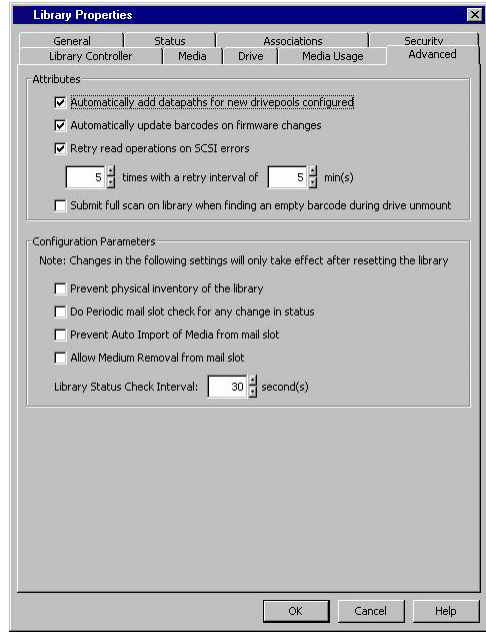 Library Properties
General Status Associations Security
Library Controller Media Drive Media Usage Advanced
Attributes
Automatically add datapaths for new drivepools configured
Automatically update barcodes on firmware changes
Retry read operations on SCSI errors
5 times with a retry interval of 5 min(s)
Submit full scan on library when finding an empty barcode during drive unmount
Configuration Parameters
Note: Changes in the following settings will only take effect after resetting the library
Prevent physical inventory of the library
Do Periodic mail slot check for any change in status
Prevent Auto Import of Media from mail slot
Allow Medium Removal from mail slot
Library Status Check Interval: 30 second(s)
OK Cancel Help